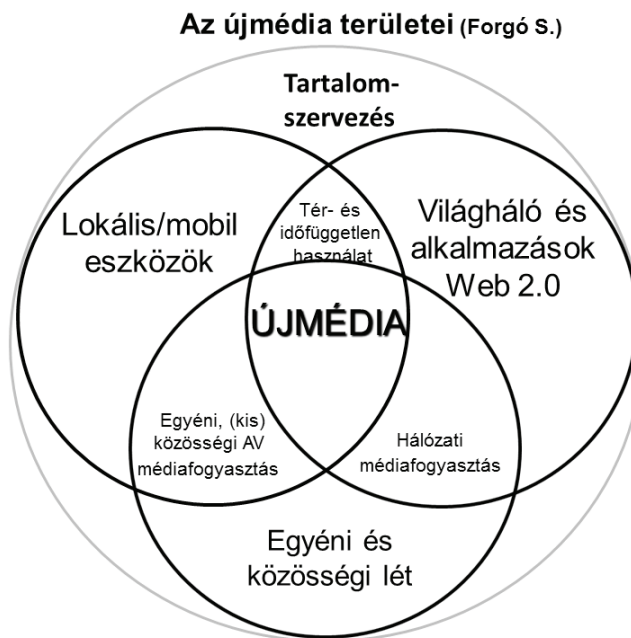 Az újmédia területei (Forgó S.)
Tartalom-
szervezés
Lokális/mobil
eszközök
Tér- és
időfüggetlen
használat
Világháló és
alkalmazások
Web 2.0
ÚJMÉDIA
Egyéni, (kis)
közösségi AV
médiafogyasztás
Hálózati
médiafogyasztás
Egyéni és
közösségi lét